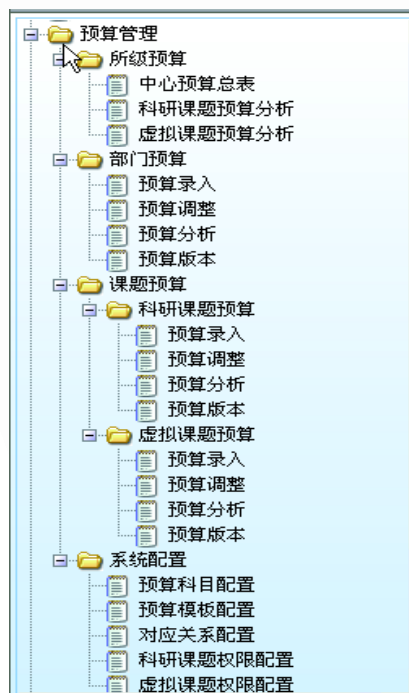 预算管理
所级预算
中心预算总表
科研课题预算分析
虚拟课题预算分析
部门预算
预算录入
预算调整
预算分析
预算版本
课题预算
科研课题预算
预算录入
预算调整
预算分析
预算版本
虚拟课题预算
预算录入
预算调整
预算分析
预算版本
系统配置
预算科目配置
预算模板配置
对应关系配置
科研课题权限配置
虚拟课题权限配置